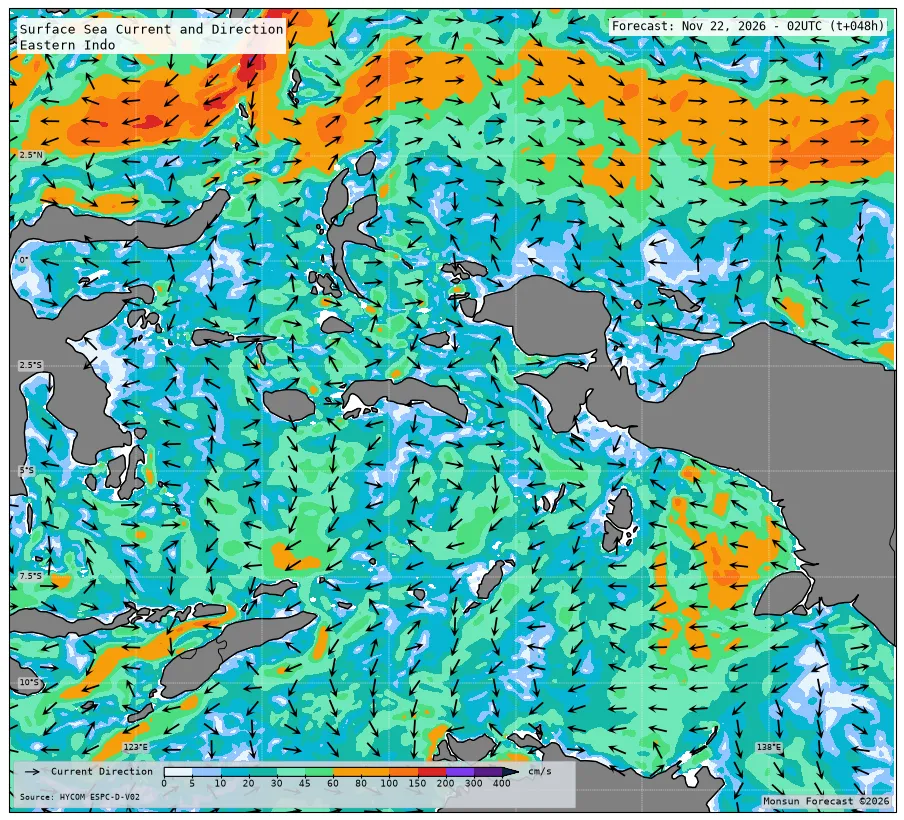 Surface Sea Current and Direction
Eastern Indo
Forecast: Nov 22, 2026 - 02UTC (t+048h)
2.5°N
0°
2.5°S
5°S
7.5°S
10°S
123°E
138°E
Current Direction
0 5 10 20 30 45 60 80 100 150 200 300 400
cm/s
Source: HYCOM ESPC-D-V02
Monsun Forecast ©2026